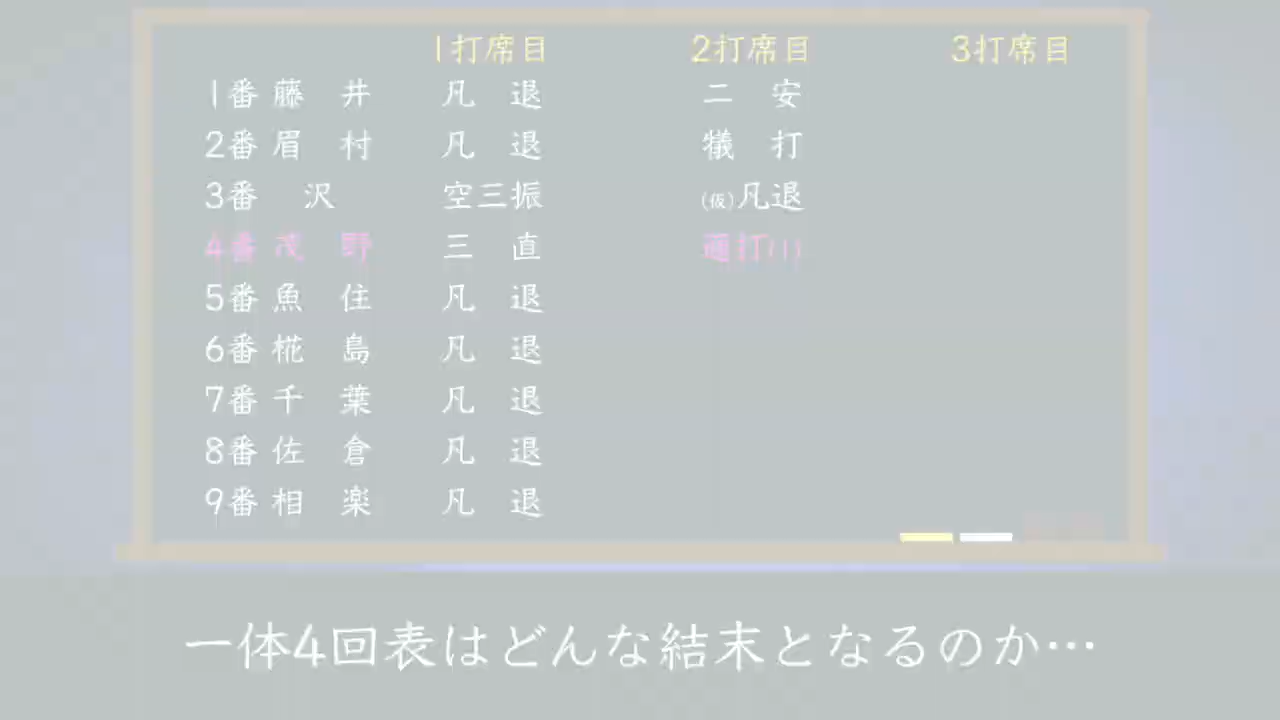 1打席目 2打席目 3打席目
1番 藤 井 凡 退 二 安
2番 眉 村 凡 退 犠 打
3番 沢 空三振 (仮)凡退
4番 茂 野 三 直 適打(1)
5番 魚 住 凡 退
6番 椛 島 凡 退
7番 千 葉 凡 退
8番 佐 倉 凡 退
9番 相 楽 凡 退
一体4回表はどんな結末となるのか…